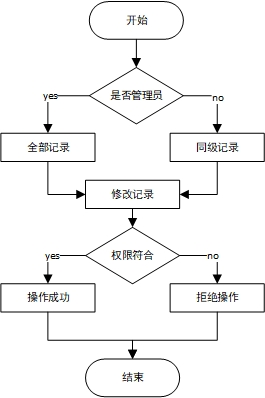 开始
是否管理员
yes
no
全部记录
同级记录
修改记录
yes
权限符合
no
操作成功
拒绝操作
结束